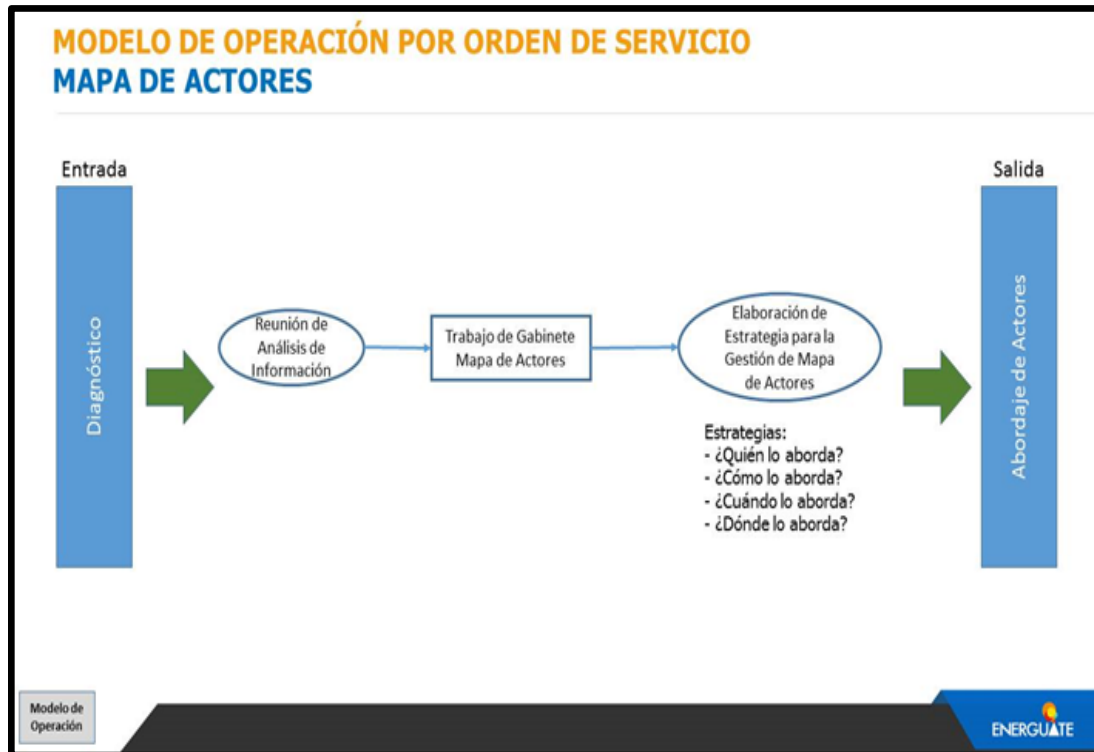 MODELO DE OPERACIÓN POR ORDEN DE SERVICIO
MAPA DE ACTORES
Entrada
Salida
Diagnóstico
Reunión de
Análisis de
Información
Trabajo de Gabinete
Mapa de Actores
Elaboración de
Estrategia para la
Gestión de Mapa
de Actores
Estrategias:
- ¿Quién lo aborda?
- ¿Cómo lo aborda?
- ¿Cuándo lo aborda?
- ¿Dónde lo aborda?
Abordaje de Actores
Modelo de
Operación
ENERGUATE